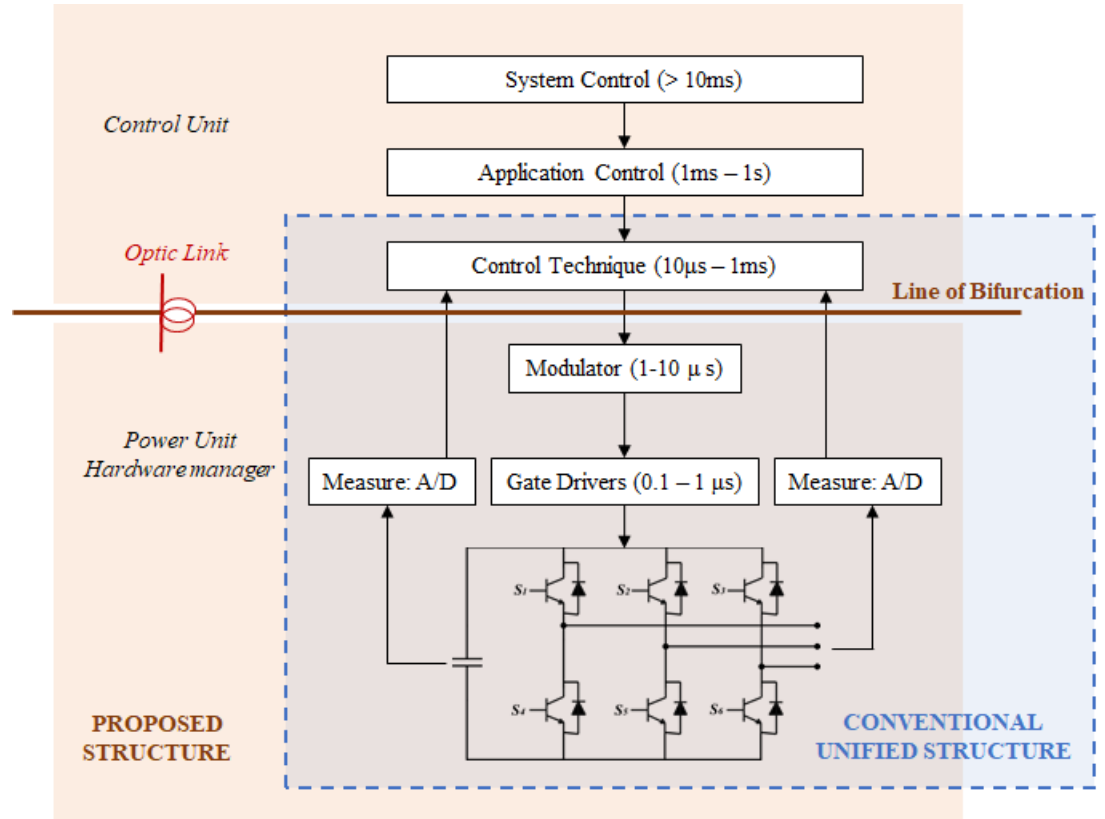 System Control (> 10ms)
Control Unit
Application Control (1ms – 1s)
Optic Link
Control Technique (10μs – 1ms)
Line of Bifurcation
Modulator (1-10 μ s)
Power Unit
Hardware manager
Measure: A/D
Gate Drivers (0.1 – 1 μs)
Measure: A/D
S1
S2
S3
S4
S5
S6
PROPOSED
STRUCTURE
CONVENTIONAL
UNIFIED STRUCTURE